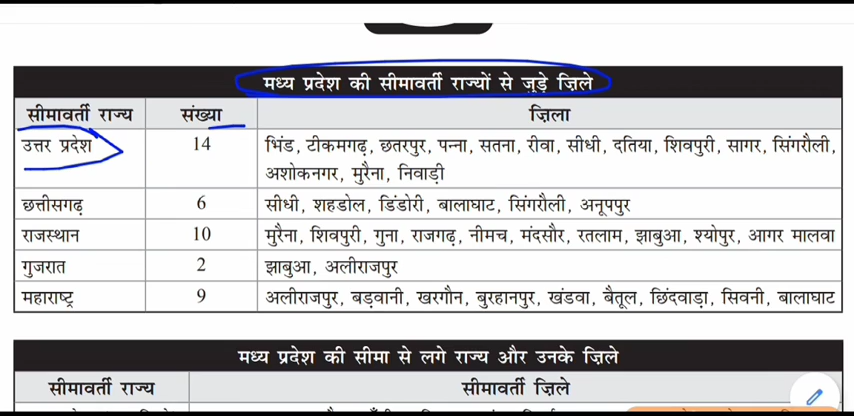 मध्य प्रदेश की सीमावर्ती राज्यों से जुड़े ज़िले
सीमावर्ती राज्य संख्या ज़िला
उत्तर प्रदेश 14 भिंड, टीकमगढ़, छतरपुर, पन्ना, सतना, रीवा, सीधी, दतिया, शिवपुरी, सागर, सिंगरौली,
अशोकनगर, मुरैना, निवाड़ी
छत्तीसगढ़ 6 सीधी, शहडोल, डिंडोरी, बालाघाट, सिंगरौली, अनूपपुर
राजस्थान 10 मुरैना, शिवपुरी, गुना, राजगढ़, नीमच, मंदसौर, रतलाम, झाबुआ, श्योपुर, आगर मालवा
गुजरात 2 झाबुआ, अलीराजपुर
महाराष्ट्र 9 अलीराजपुर, बड़वानी, खरगौन, बुरहानपुर, खंडवा, बैतूल, छिंदवाड़ा, सिवनी, बालाघाट
मध्य प्रदेश की सीमा से लगे राज्य और उनके ज़िले
सीमावर्ती राज्य सीमावर्ती ज़िले